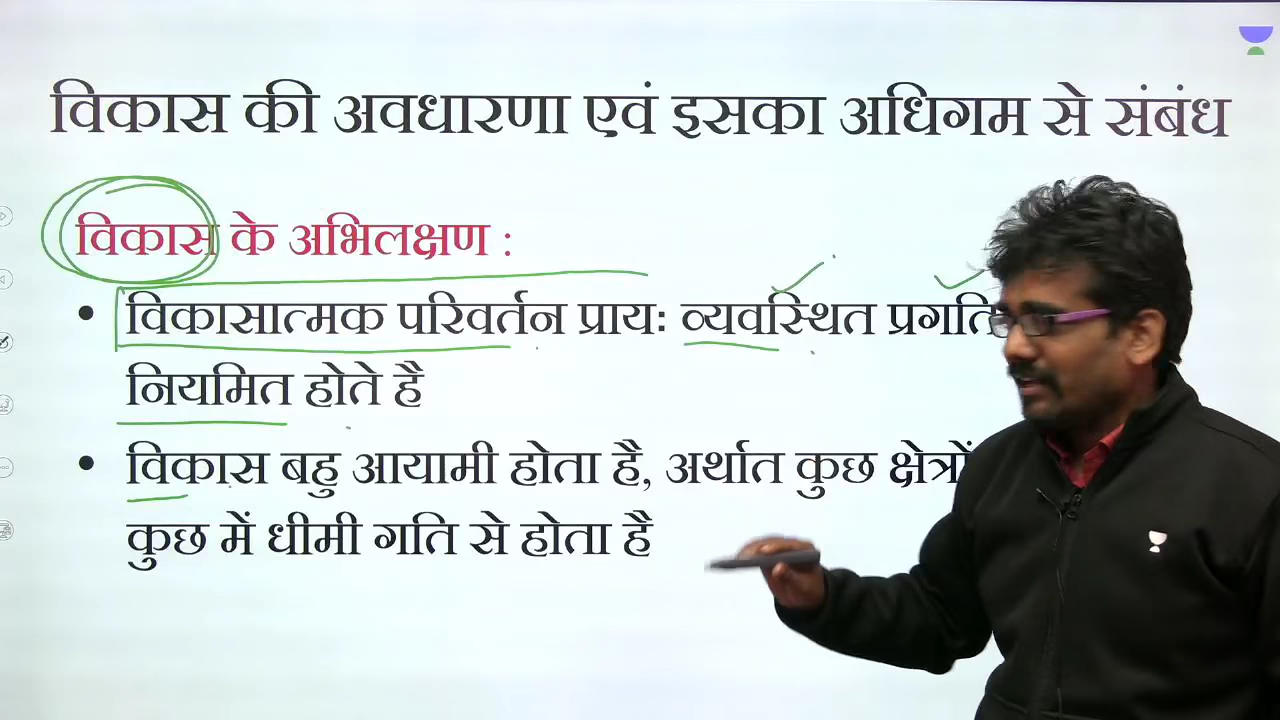 विकास की अवधारणा एवं इसका अधिगम से संबंध
विकास के अभिलक्षण :
• विकासात्मक परिवर्तन प्रायः व्यवस्थित प्रगति
नियमित होते है
• विकास बहु आयामी होता है, अर्थात कुछ क्षेत्रों
कुछ में धीमी गति से होता है